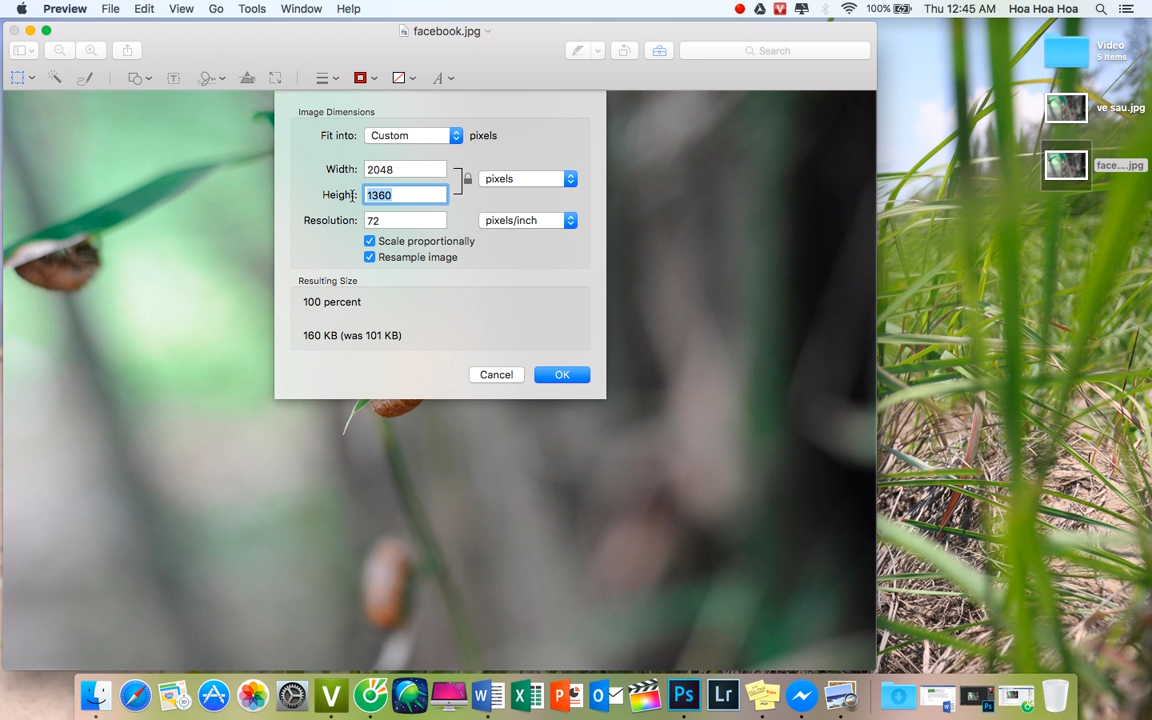 Preview File Edit View Go Tools Window Help 100% Thu 12:45 AM Hoa Hoa Hoa
facebook.jpg
Search
Image Dimensions
Fit into: Custom pixels
Width: 2048
pixels
Height: 1360
Resolution: 72 pixels/inch
Scale proportionally
Resample image
Resulting Size
100 percent
160 KB (was 101 KB)
Cancel OK
Video
5 items
ve sau.jpg
face....jpg